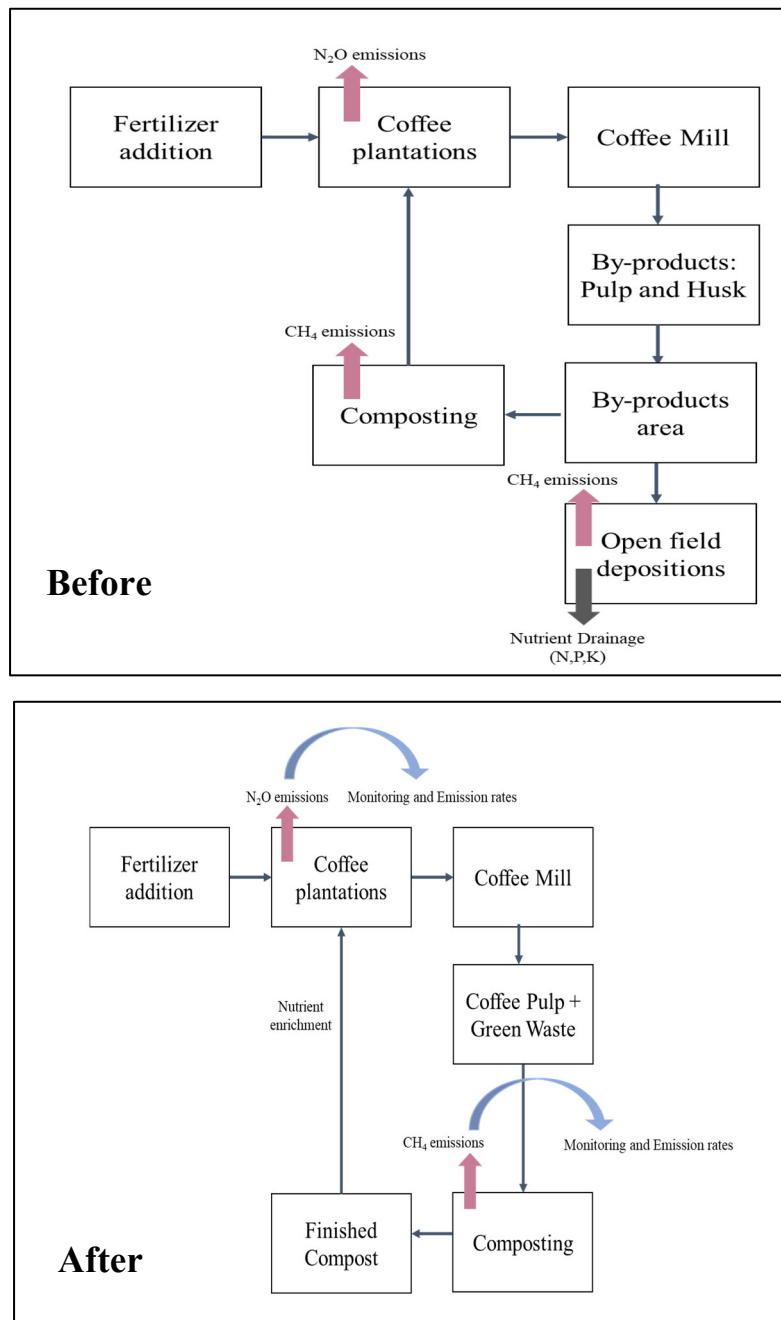 N₂O emissions
Fertilizer
addition
Coffee
plantations
Coffee Mill
By-products:
Pulp and Husk
CH₄ emissions
Composting
By-products
area
CH₄ emissions
Open field
depositions
Before
Nutrient Drainage
(N,P,K)
N₂O emissions
Monitoring and Emission rates
Fertilizer
addition
Coffee
plantations
Coffee Mill
Nutrient
enrichment
Coffee Pulp +
Green Waste
CH₄ emissions
Monitoring and Emission rates
Finished
Compost
Composting
After